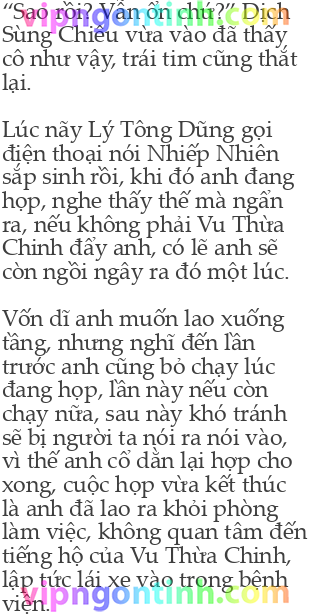 “Sao rồi? Vẫn ổn chứ?” Dịch
Sùng Chiêu vừa vào đã thấy
cô như vậy, trái tim cũng thắt
lại.
Lúc nãy Lý Tông Dũng gọi
điện thoại nói Nhiếp Nhiên
sắp sinh rồi, khi đó anh đang
họp, nghe thấy thế mà ngẩn
ra, nếu không phải Vu Thừa
Chinh đẩy anh, có lẽ anh sẽ
còn ngồi ngây ra đó một lúc.
Vốn dĩ anh muốn lao xuống
tầng, nhưng nghĩ đến lần
trước anh cũng bỏ chạy lúc
đang họp, lần này nếu còn
chạy nữa, sau này khó tránh
sẽ bị người ta nói ra nói vào,
vì thế anh cổ dằn lại hợp cho
xong, cuộc họp vừa kết thúc
là anh đã lao ra khỏi phòng
làm việc, không quan tâm đến
tiếng hộ của Vu Thừa Chinh,
lập tức lái xe vào trong bệnh
viện.
vipngontinh.com
vipngontinh.com